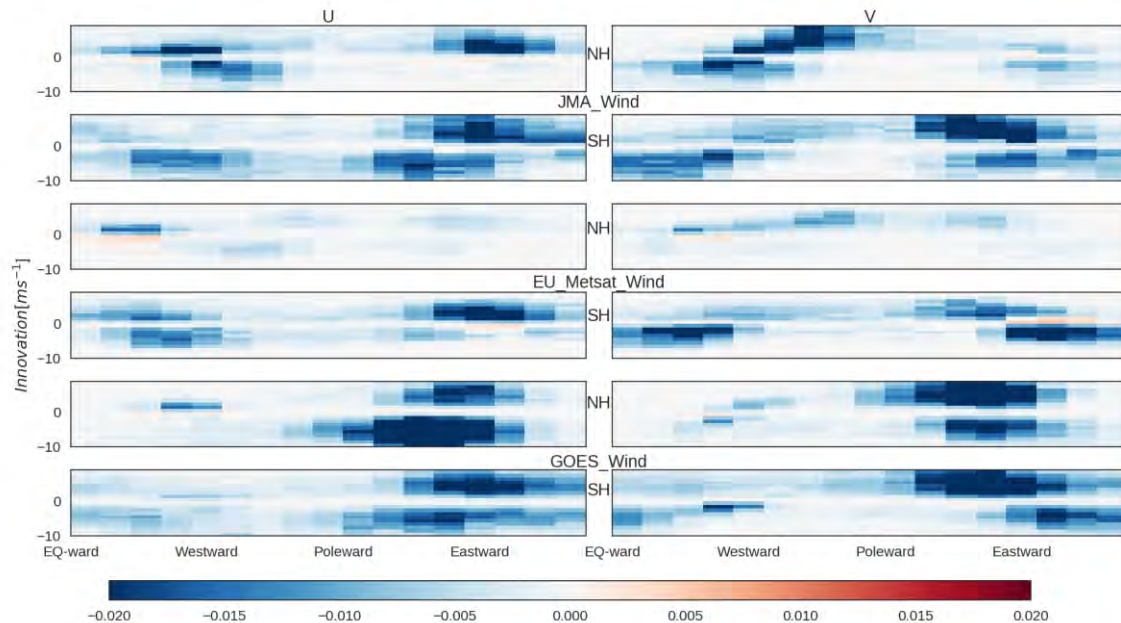 U V
0 NH
−10
JMA_Wind
0 SH
−10
0 NH
−10
EU_Metsat_Wind
0 SH
−10
0 NH
−10
GOES_Wind
0 SH
−10
Innovation[ms⁻¹]
EQ-ward Westward Poleward Eastward EQ-ward Westward Poleward Eastward
−0.020 −0.015 −0.010 −0.005 0.000 0.005 0.010 0.015 0.020